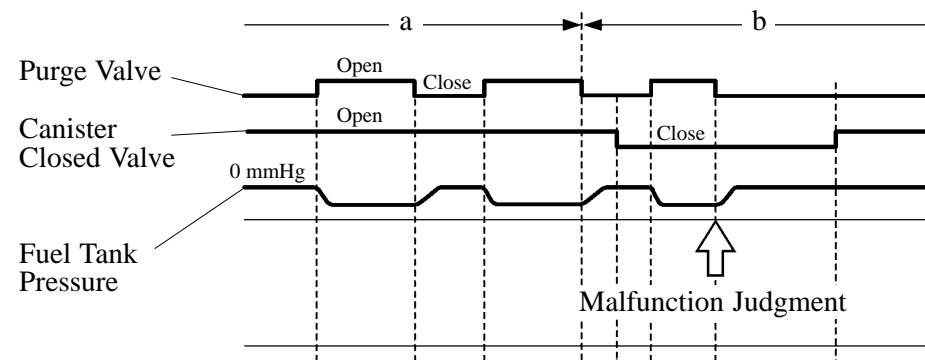 a
b
Purge Valve
Open
Close
Canister
Closed Valve
Open
Close
0 mmHg
Fuel Tank
Pressure
Malfunction Judgment